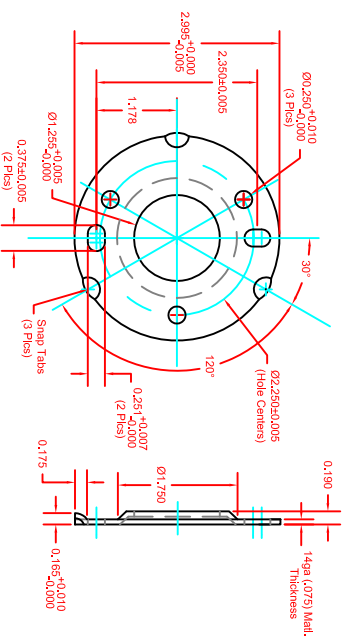 2.995+0.000
-0.005
2.350±0.005
1.178
Ø0.250+0.010
-0.000
(3 Plcs)
Ø1.255+0.005
-0.000
0.375±0.005
(2 Plcs)
30°
120°
Snap Tabs
(3 Plcs)
0.251+0.007
-0.000
(2 Plcs)
Ø2.250±0.005
(Hole Centers)
0.175
Ø1.750
0.190
0.165+0.010
-0.000
14ga (.075) Matl.
Thickness